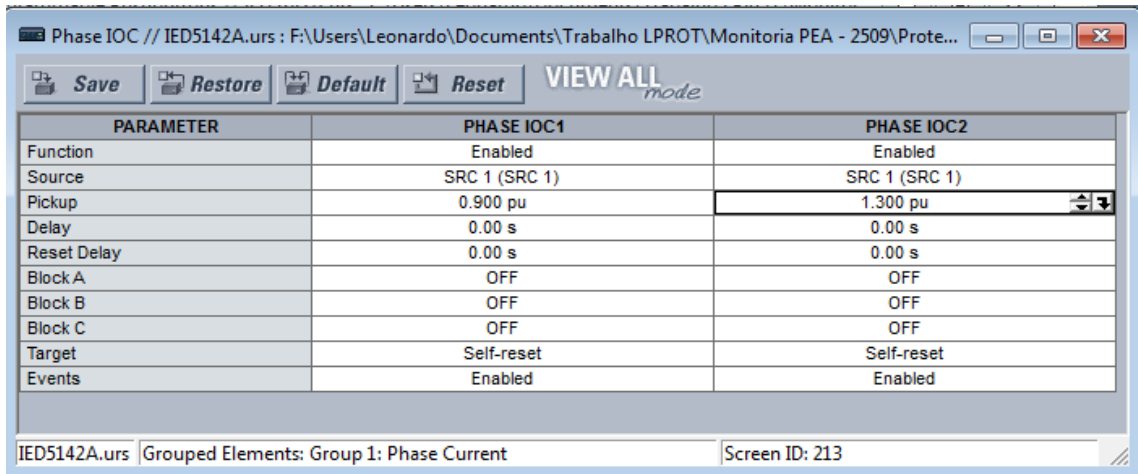 Phase IOC // IED5142A.urs : F:\Users\Leonardo\Documents\Trabalho LPROT\Monitoria PEA - 2509\Prote...
Save Restore Default Reset VIEW ALL mode
PARAMETER PHASE IOC1 PHASE IOC2
Function Enabled Enabled
Source SRC 1 (SRC 1) SRC 1 (SRC 1)
Pickup 0.900 pu 1.300 pu
Delay 0.00 s 0.00 s
Reset Delay 0.00 s 0.00 s
Block A OFF OFF
Block B OFF OFF
Block C OFF OFF
Target Self-reset Self-reset
Events Enabled Enabled
IED5142A.urs Grouped Elements: Group 1: Phase Current Screen ID: 213